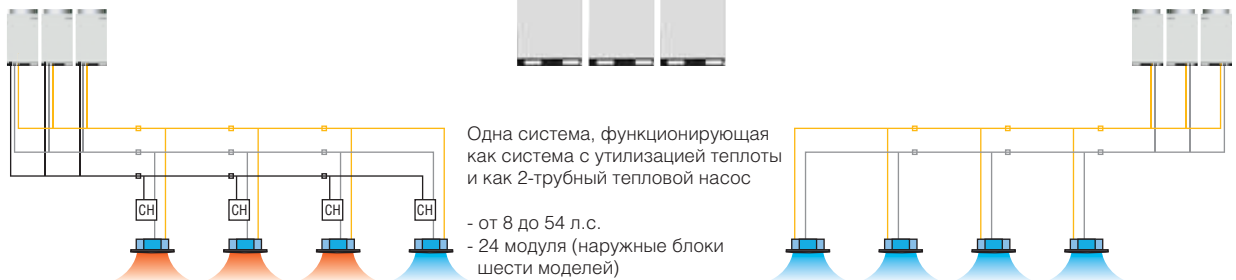 Одна система, функционирующая
как система с утилизацией теплоты
и как 2-трубный тепловой насос
CH CH CH CH
- от 8 до 54 л.с.
- 24 модуля (наружные блоки
шести моделей)